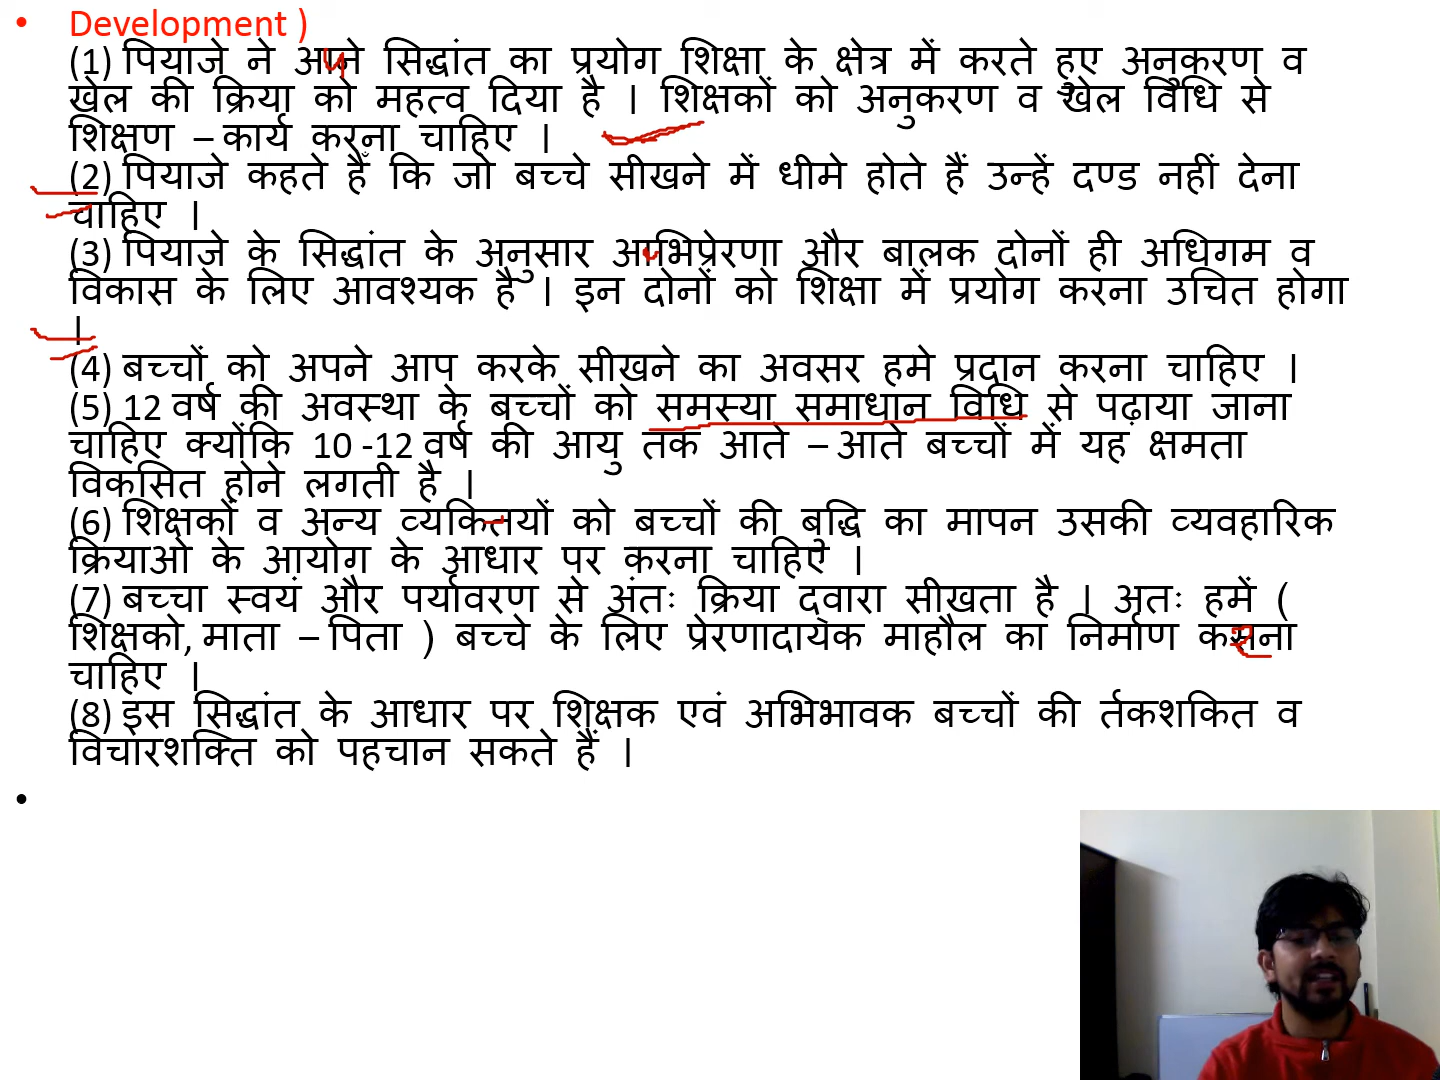 • Development )
(1) पियाजे ने अपने सिद्धांत का प्रयोग शिक्षा के क्षेत्र में करते हुए अनुकरण व
खेल की क्रिया को महत्व दिया है । शिक्षकों को अनुकरण व खेल विधि से
शिक्षण – कार्य करना चाहिए ।
(2) पियाजे कहते हैं कि जो बच्चे सीखने में धीमे होते हैं उन्हें दण्ड नहीं देना
चाहिए ।
(3) पियाजे के सिद्धांत के अनुसार अभिप्रेरणा और बालक दोनों ही अधिगम व
विकास के लिए आवश्यक है । इन दोनों को शिक्षा में प्रयोग करना उचित होगा
।
(4) बच्चों को अपने आप करके सीखने का अवसर हमे प्रदान करना चाहिए ।
(5) 12 वर्ष की अवस्था के बच्चों को समस्या समाधान विधि से पढ़ाया जाना
चाहिए क्योंकि 10 -12 वर्ष की आयु तक आते – आते बच्चों में यह क्षमता
विकसित होने लगती है ।
(6) शिक्षकों व अन्य व्यकितयों को बच्चों की बुद्धि का मापन उसकी व्यवहारिक
क्रियाओ के आयोग के आधार पर करना चाहिए ।
(7) बच्चा स्वयं और पर्यावरण से अंतः क्रिया द्वारा सीखता है । अतः हमें (
शिक्षको, माता – पिता ) बच्चे के लिए प्रेरणादायक माहौल का निर्माण
चाहिए ।
(8) इस सिद्धांत के आधार पर शिक्षक एवं अभिभावक बच्चों की र्तकशकित व
विचारशक्ति को पहचान सकते हैं ।
•